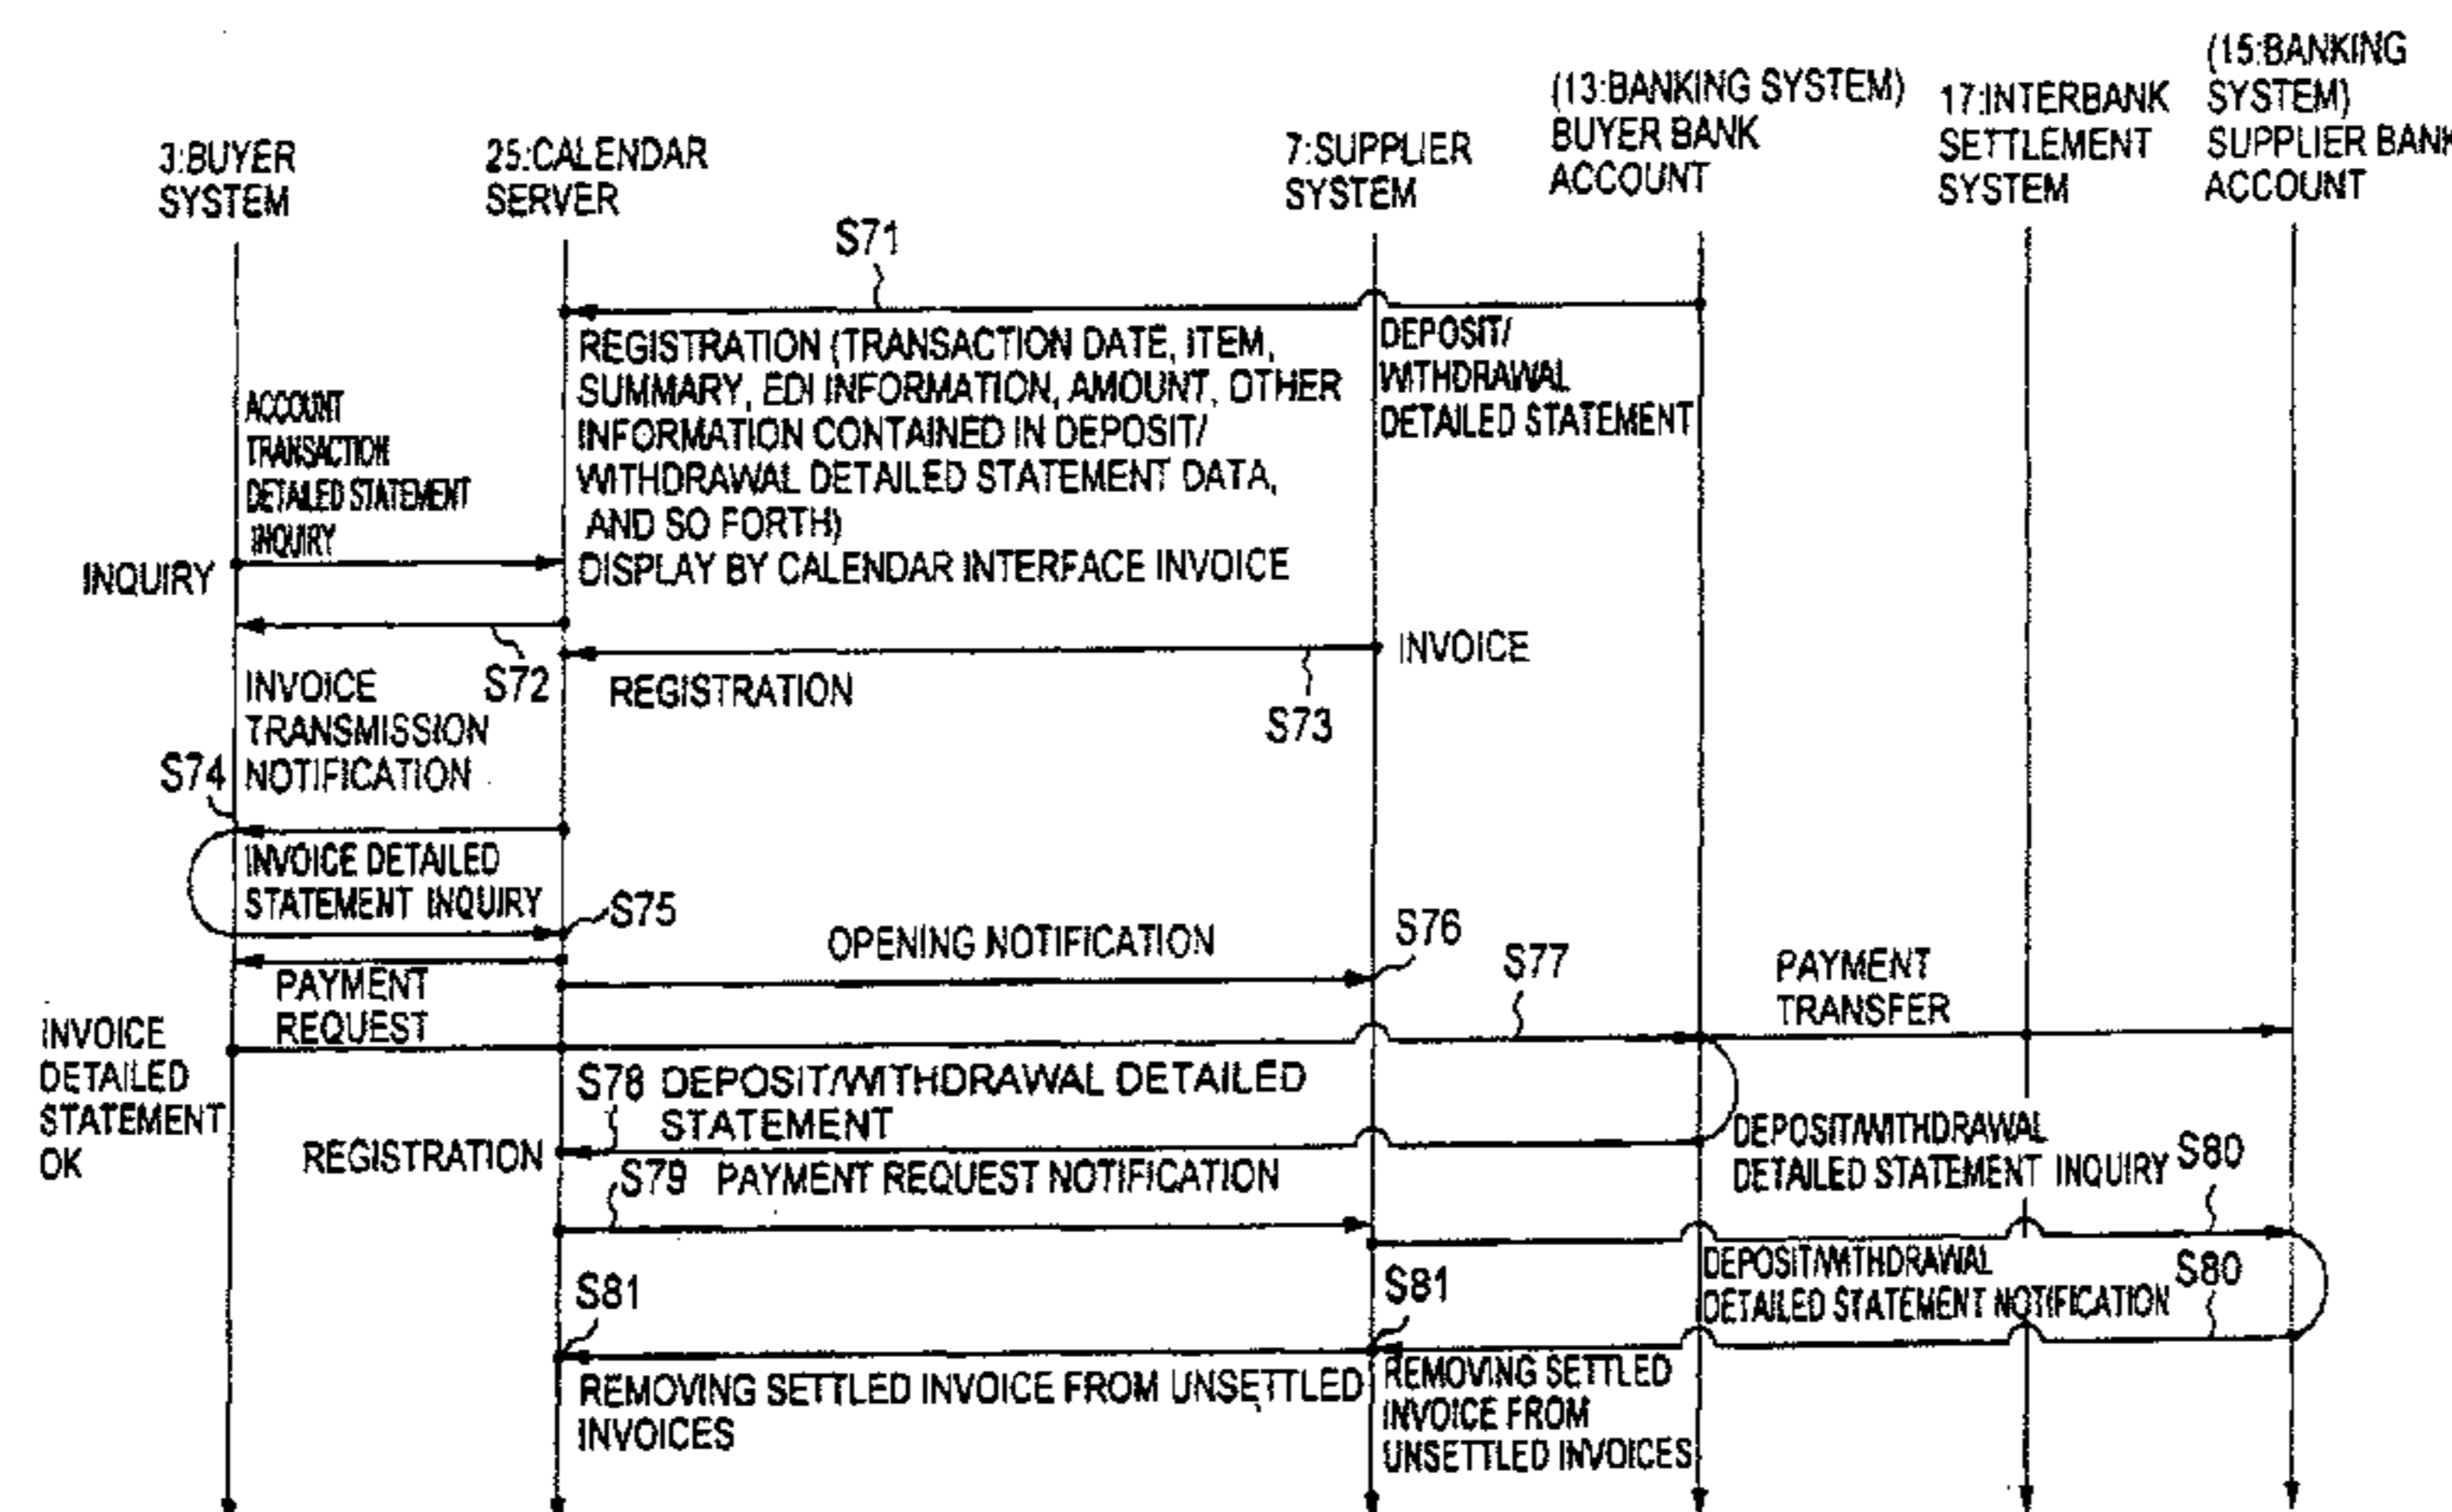 3:BUYER
SYSTEM
25:CALENDAR
SERVER
7:SUPPLIER
SYSTEM
(13:BANKING SYSTEM)
BUYER BANK
ACCOUNT
17:INTERBANK
SETTLEMENT
SYSTEM
(15:BANKING
SYSTEM)
SUPPLIER BANK
ACCOUNT
S71
REGISTRATION (TRANSACTION DATE, ITEM,
SUMMARY, EDI INFORMATION, AMOUNT, OTHER
INFORMATION CONTAINED IN DEPOSIT/
WITHDRAWAL DETAILED STATEMENT DATA,
AND SO FORTH)
DISPLAY BY CALENDAR INTERFACE INVOICE
DEPOSIT/
WITHDRAWAL
DETAILED STATEMENT
ACCOUNT
TRANSACTION
DETAILED STATEMENT
INQUIRY
INQUIRY
S72
INVOICE
REGISTRATION
S73
INVOICE
TRANSMISSION
NOTIFICATION
S74
INVOICE DETAILED
STATEMENT INQUIRY
S75
OPENING NOTIFICATION
S76
S77
PAYMENT
TRANSFER
PAYMENT
REQUEST
INVOICE
DETAILED
STATEMENT
OK
S78 DEPOSIT/WITHDRAWAL DETAILED
STATEMENT
REGISTRATION
DEPOSIT/WITHDRAWAL
DETAILED STATEMENT INQUIRY
S80
S79 PAYMENT REQUEST NOTIFICATION
DEPOSIT/WITHDRAWAL
DETAILED STATEMENT NOTIFICATION
S80
S81
S81
REMOVING SETTLED INVOICE FROM UNSETTLED
INVOICES
REMOVING SETTLED
INVOICE FROM
UNSETTLED INVOICES